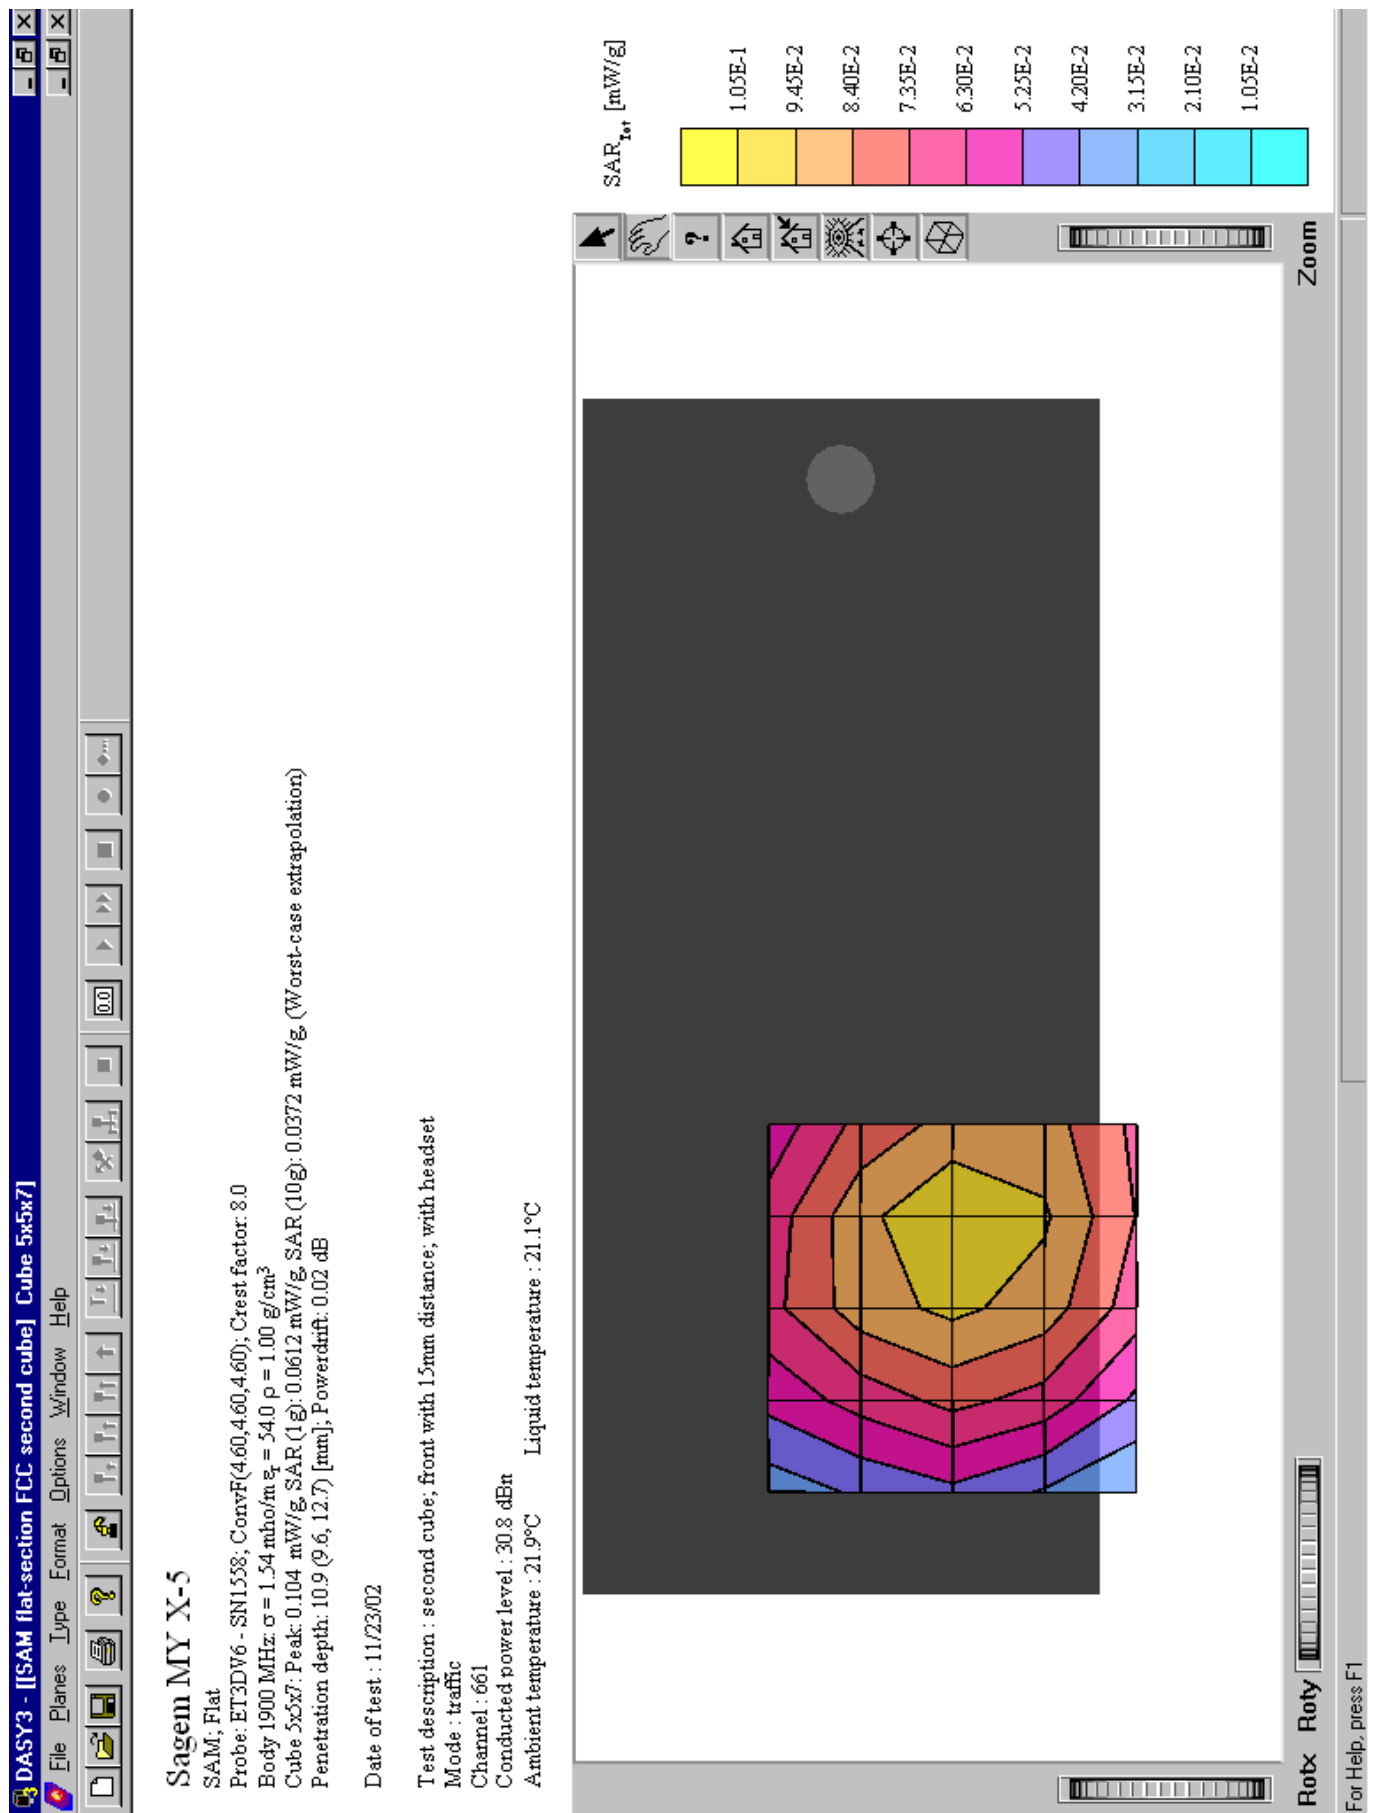 DASY3 - [[SAM flat-section FCC second cube] Cube 5x5x7]
File Planes Type Format Options Window Help
0.0
Sagem MY X-5
SAM; Flat
Probe: ET3DV6 - SN1558; ConvF(4.60,4.60,4.60); Crest factor: 8.0
Body 1900 MHz: σ = 1.54 mho/m εr = 54.0 ρ = 1.00 g/cm³
Cube 5x5x7: Peak: 0.104 mW/g, SAR (1g): 0.0612 mW/g, SAR (10g): 0.0372 mW/g, (Worst-case extrapolation)
Penetration depth: 10.9 (9.6, 12.7) [mm]; Powerdrift: 0.02 dB
Date of test : 11/23/02
Test description : second cube; front with 15mm distance; with headset
Mode : traffic
Channel : 661
Conducted power level : 30.8 dBm
Ambient temperature : 21.9°C Liquid temperature : 21.1°C
SARTot [mW/g]
1.05E-1
9.45E-2
8.40E-2
7.35E-2
6.30E-2
5.25E-2
4.20E-2
3.15E-2
2.10E-2
1.05E-2
Rotx Roty Zoom
For Help, press F1